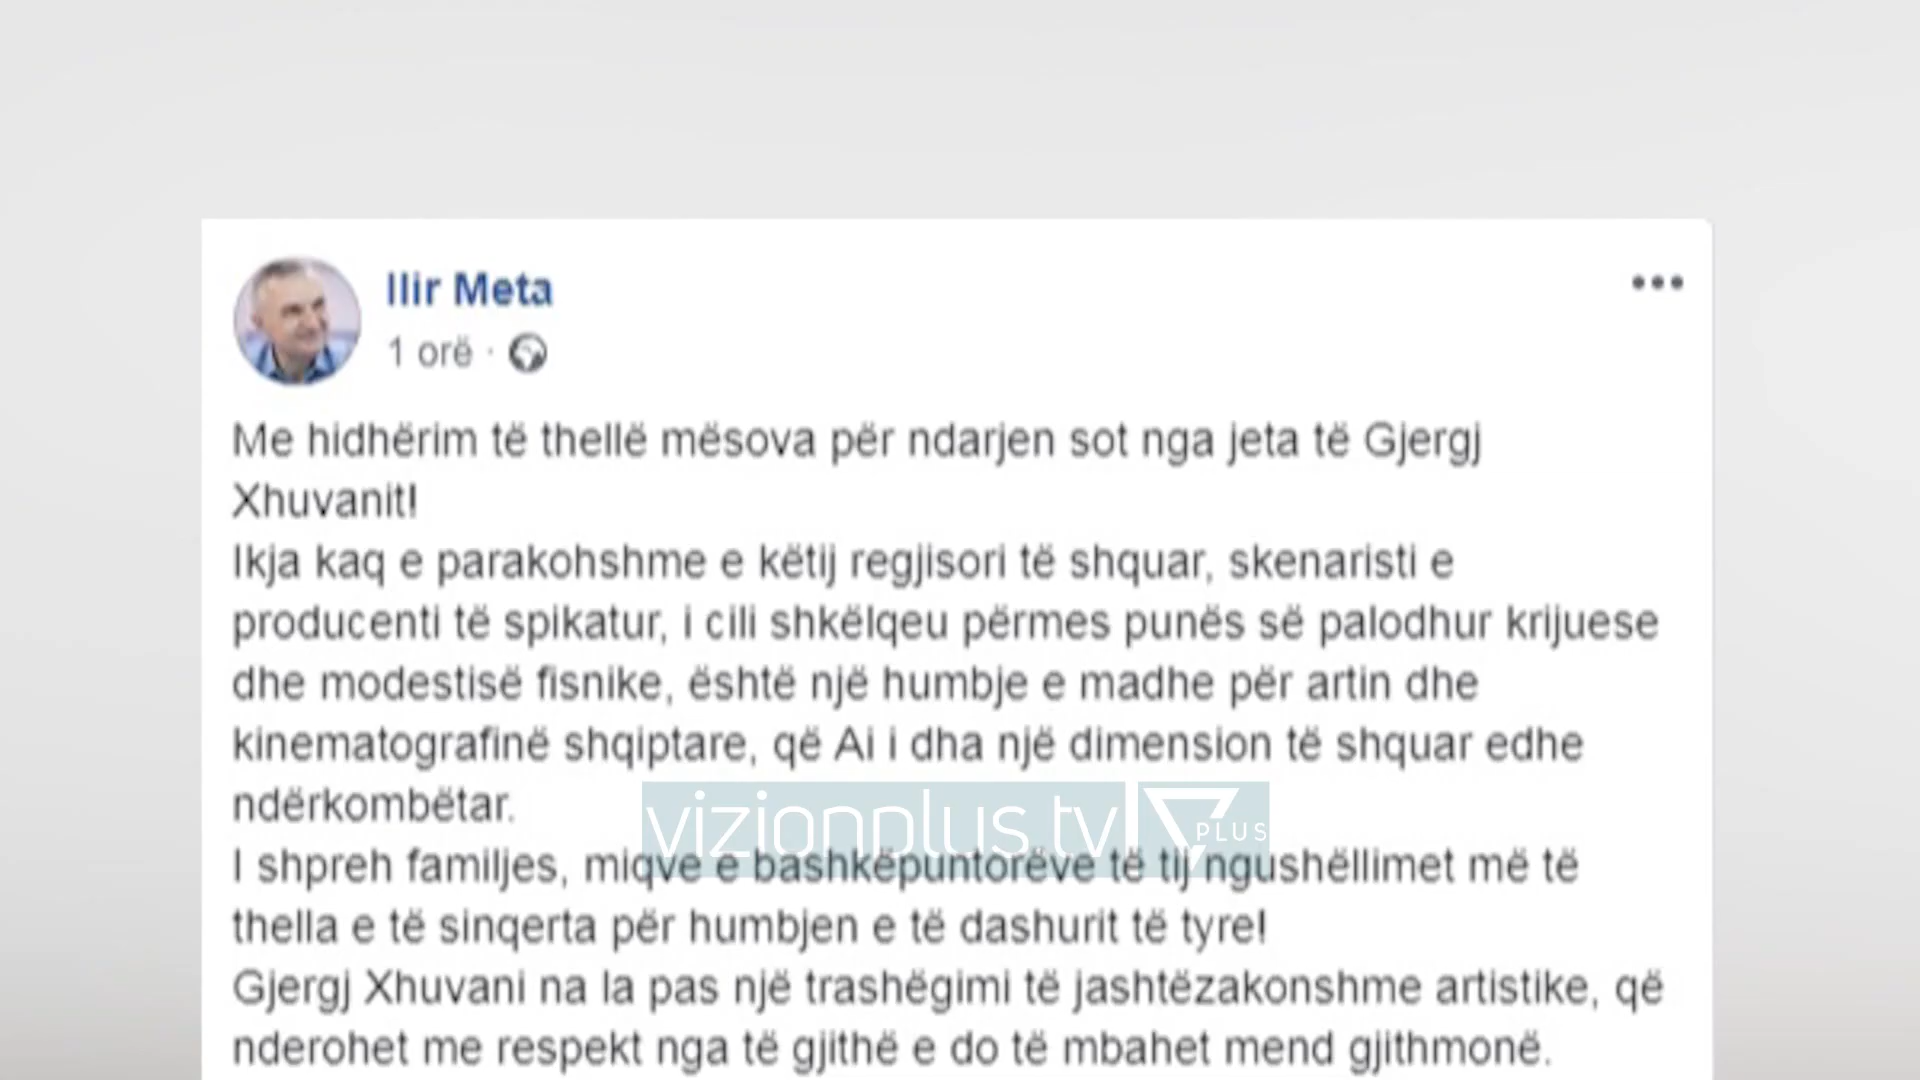 Ilir Meta
1 orë ·
Me hidhërim të thellë mësova për ndarjen sot nga jeta të Gjergj
Xhuvanit!
Ikja kaq e parakohshme e këtij regjisori të shquar, skenaristi e
producenti të spikatur, i cili shkëlqeu përmes punës së palodhur krijuese
dhe modestisë fisnike, është një humbje e madhe për artin dhe
kinematografinë shqiptare, që Ai i dha një dimension të shquar edhe
ndërkombëtar.
vizionplus.tv PLUS
I shpreh familjes, miqve e bashkëpuntorëve të tij ngushëllimet më të
thella e të sinqerta për humbjen e të dashurit të tyre!
Gjergj Xhuvani na la pas një trashëgimi të jashtëzakonshme artistike, që
nderohet me respekt nga të gjithë e do të mbahet mend gjithmonë.